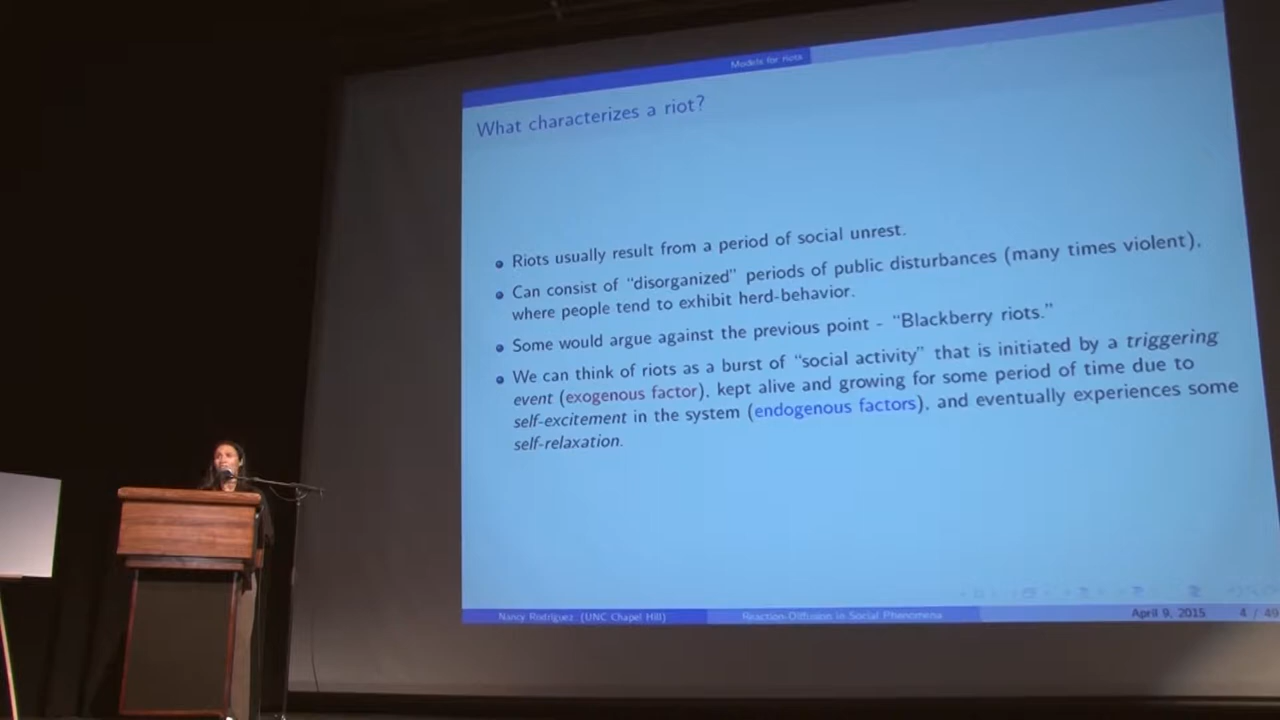 Models for riots
What characterizes a riot?
Riots usually result from a period of social unrest.
Can consist of “disorganized” periods of public disturbances (many times violent),
where people tend to exhibit herd-behavior.
Some would argue against the previous point - “Blackberry riots.”
We can think of riots as a burst of “social activity” that is initiated by a triggering
event (exogenous factor), kept alive and growing for some period of time due to
self-excitement in the system (endogenous factors), and eventually experiences some
self-relaxation.
Nancy Rodríguez (UNC Chapel Hill) Reaction-Diffusion in Social Phenomena April 9, 2015 4 / 49